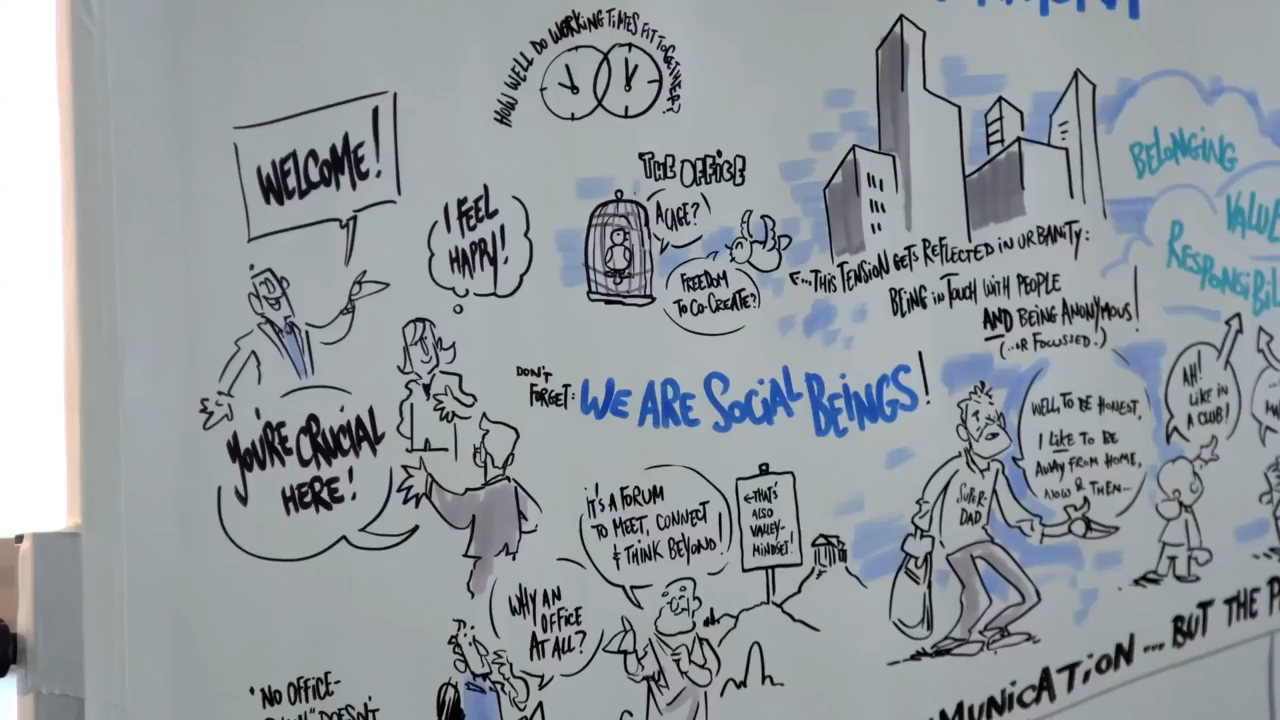 HOW WELL DO WORKING TIMES FIT TOGETHER?
WELCOME!
I FEEL
HAPPY!
THE OFFICE
A CAGE?
FREEDOM
TO CO-CREATE?
BELONGING
←...THIS TENSION GETS REFLECTED IN URBANITY:
BEING IN TOUCH WITH PEOPLE
AND BEING ANONYMOUS!
(...OR FOCUSSED!)
DON'T
FORGET:
WE ARE SOCIAL BEINGS!
YOU'RE CRUCIAL
HERE!
AH!
LIKE IN
A CLUB!
WELL, TO BE HONEST,
I LIKE TO BE
AWAY FROM HOME,
NOW & THEN...
SUPER-
DAD
IT'S A FORUM
TO MEET, CONNECT
& THINK BEYOND!
←THAT'S
ALSO
VALLEY-
MINDSET!
WHY AN
OFFICE
AT ALL?
...BUT THE
"NO OFFICE-
DOESN'T